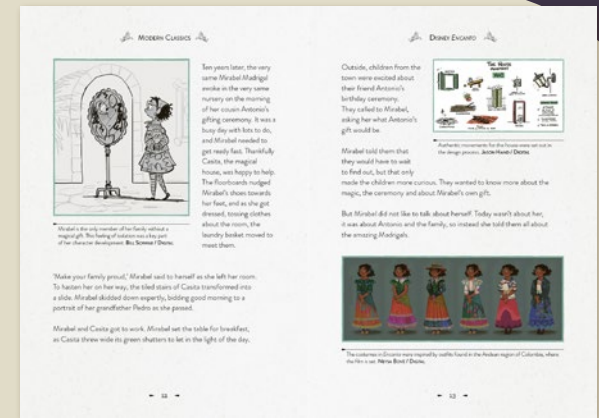 MODERN CLASSICS
Ten years later, the very
same Mirabel Madrigal
awoke in the very same
nursery on the morning
of her cousin Antonio's
gifting ceremony. It was a
busy day with lots to do,
and Mirabel needed to
get ready fast. Thankfully
Casita, the magical
house, was happy to help.
The floorboards nudged
Mirabel's shoes towards
her feet, and as she got
dressed, tossing clothes
about the room, the
laundry basket moved to
meet them.
Mirabel is the only member of her family without a
magical gift. This feeling of isolation was a key part
of her character development. BILL SCHWAB / DIGITAL
'Make your family proud,' Mirabel said to herself as she left her room.
To hasten her on her way, the tiled stairs of Casita transformed into
a slide. Mirabel skidded down expertly, bidding good morning to a
portrait of her grandfather Pedro as she passed.
Mirabel and Casita got to work. Mirabel set the table for breakfast,
as Casita threw wide its green shutters to let in the light of the day.
22
DISNEY ENCANTO
Outside, children from the
town were excited about
their friend Antonio's
birthday ceremony.
They called to Mirabel,
asking her what Antonio's
gift would be.
THE HOUSE
Authentic movements for the house were set out in
the design process. JASON HAND / DIGITAL
Mirabel told them that
they would have to wait
to find out, but that only
made the children more curious. They wanted to know more about the
magic, the ceremony and about Mirabel's own gift.
But Mirabel did not like to talk about herself. Today wasn't about her,
it was about Antonio and the family, so instead she told them all about
the amazing Madrigals.
The costumes in Encanto were inspired by outfits found in the Andean region of Colombia, where
the film is set. NEYSA BOVÉ / DIGITAL
23